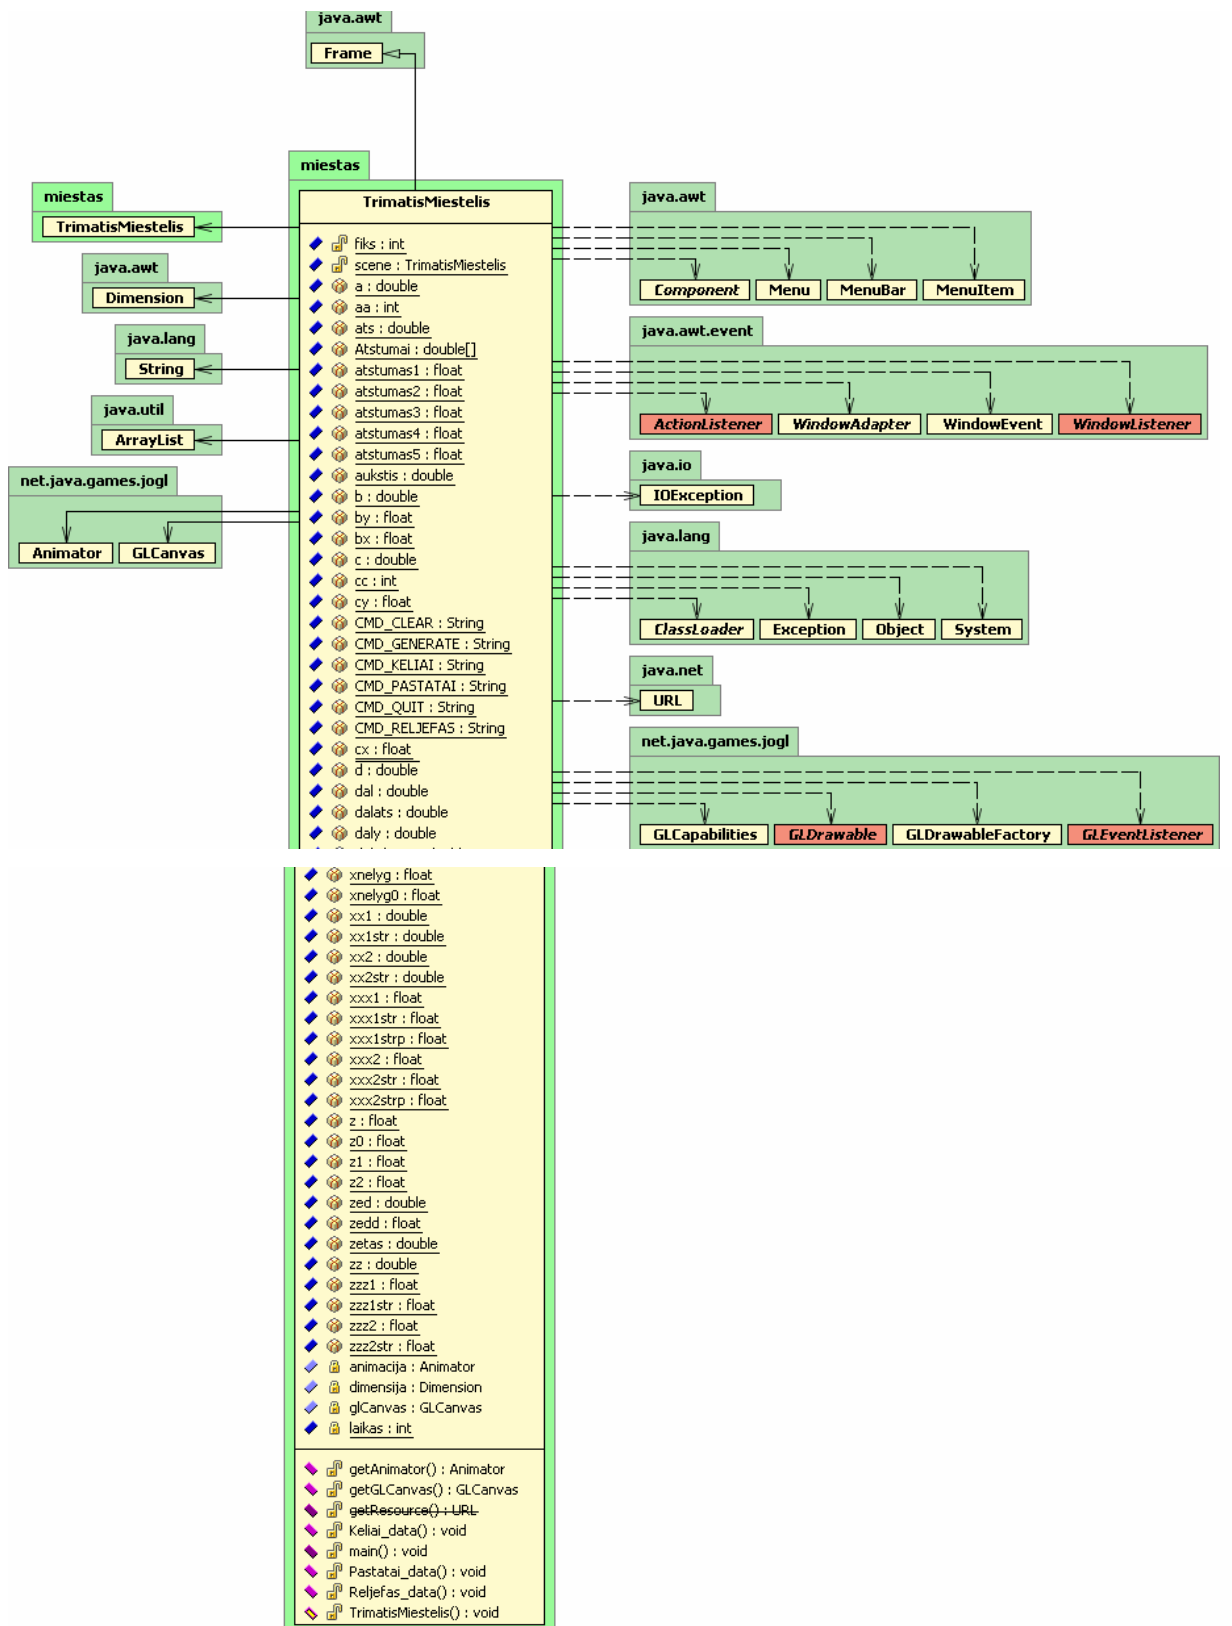 java.awt
Frame
miestas
TrimatisMiestelis
miestas
TrimatisMiestelis
java.awt
Dimension
java.lang
String
java.util
ArrayList
net.java.games.jogl
Animator
GLCanvas
fiks : int
scene : TrimatisMiestelis
a : double
aa : int
ats : double
Atstumai : double[]
atstumas1 : float
atstumas2 : float
atstumas3 : float
atstumas4 : float
atstumas5 : float
aukstis : double
b : double
by : float
bx : float
c : double
cc : int
cy : float
CMD_CLEAR : String
CMD_GENERATE : String
CMD_KELIAI : String
CMD_PASTATAI : String
CMD_QUIT : String
CMD_RELJEFAS : String
cx : float
d : double
dal : double
dalats : double
daly : double
java.awt
Component
Menu
MenuBar
MenuItem
java.awt.event
ActionListener
WindowAdapter
WindowEvent
WindowListener
java.io
IOException
java.lang
ClassLoader
Exception
Object
System
java.net
URL
net.java.games.jogl
GLCapabilities
GLDrawable
GLDrawableFactory
GLEventListener
xnelyg : float
xnelyg0 : float
xx1 : double
xx1str : double
xx2 : double
xx2str : double
xxx1 : float
xxx1str : float
xxx1strp : float
xxx2 : float
xxx2str : float
xxx2strp : float
z : float
z0 : float
z1 : float
z2 : float
zed : double
zedd : float
zetas : double
zz : double
zzz1 : float
zzz1str : float
zzz2 : float
zzz2str : float
animacija : Animator
dimensija : Dimension
glCanvas : GLCanvas
laikas : int
getAnimator() : Animator
getGLCanvas() : GLCanvas
getResource() : URL
Keliai_data() : void
main() : void
Pastatai_data() : void
Reljefas_data() : void
TrimatisMiestelis() : void